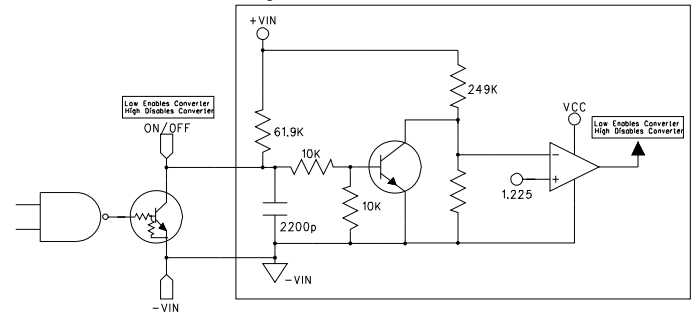 +VIN
249K
VCC
Low Enables Converter
High Disables Converter
Low Enables Converter
High Disables Converter
ON/OFF
61.9K
10K
−
+
1.225
10K
2200p
-VIN
-VIN